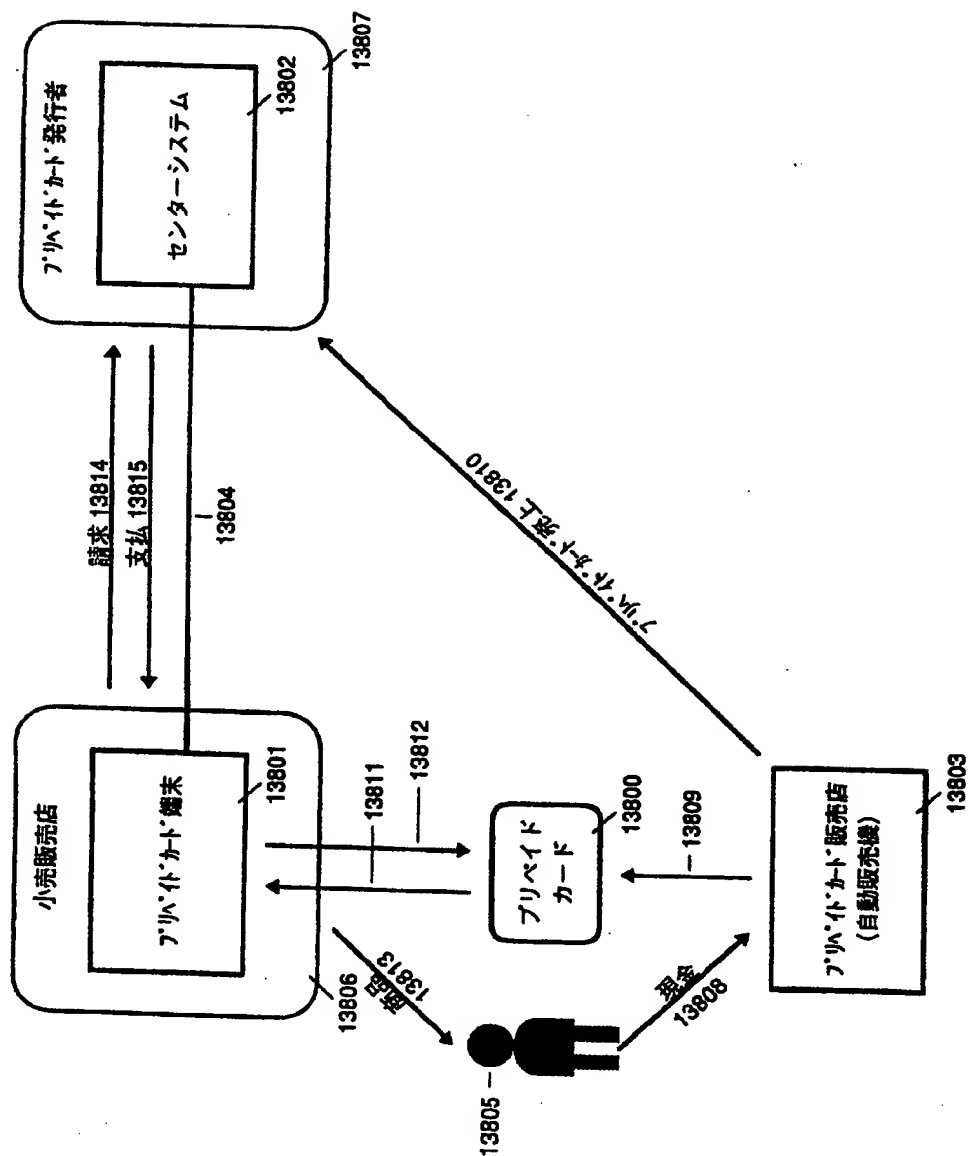 小売販売店
プリペイドカード端末
13801
13806
請求 13814
支払 13815
13804
プリペイドカード発行者
センターシステム
13802
13807
13811
13812
商品
13813
13805
プリペイド
カード
13800
13809
現金
13808
プリペイドカード売上 13810
プリペイドカード販売店
(自動販売機)
13803